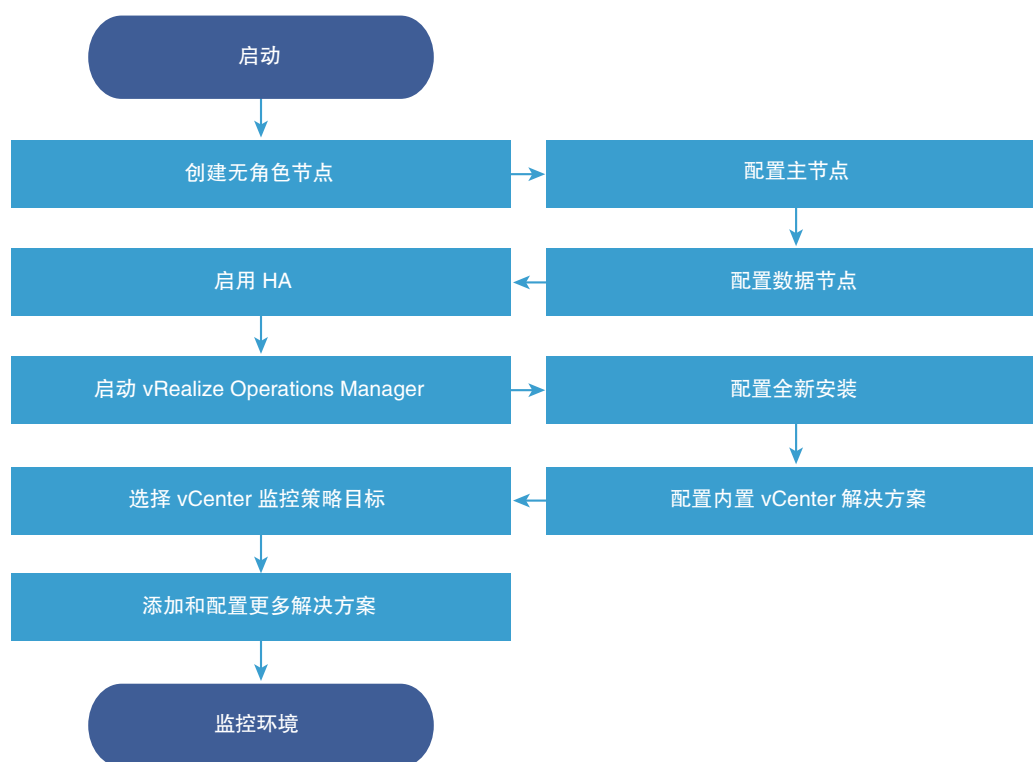 启动
创建无角色节点
配置主节点
配置数据节点
启用 HA
启动 vRealize Operations Manager
配置全新安装
配置内置 vCenter 解决方案
选择 vCenter 监控策略目标
添加和配置更多解决方案
监控环境